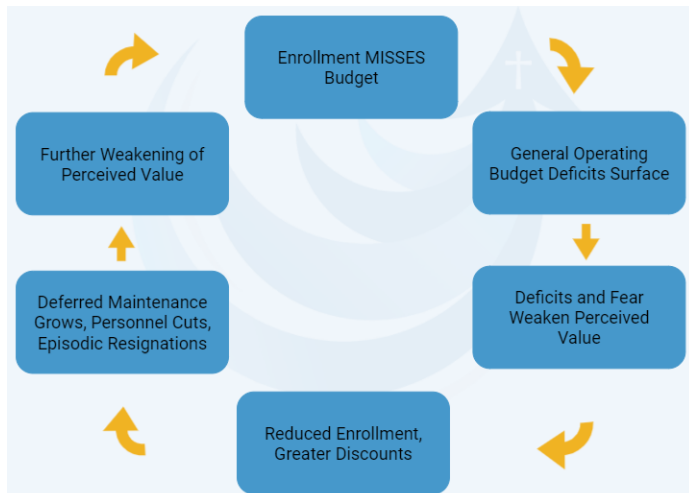 Enrollment MISSES
Budget
General Operating
Budget Deficits Surface
Deficits and Fear
Weaken Perceived
Value
Reduced Enrollment,
Greater Discounts
Deferred Maintenance
Grows, Personnel Cuts,
Episodic Resignations
Further Weakening of
Perceived Value